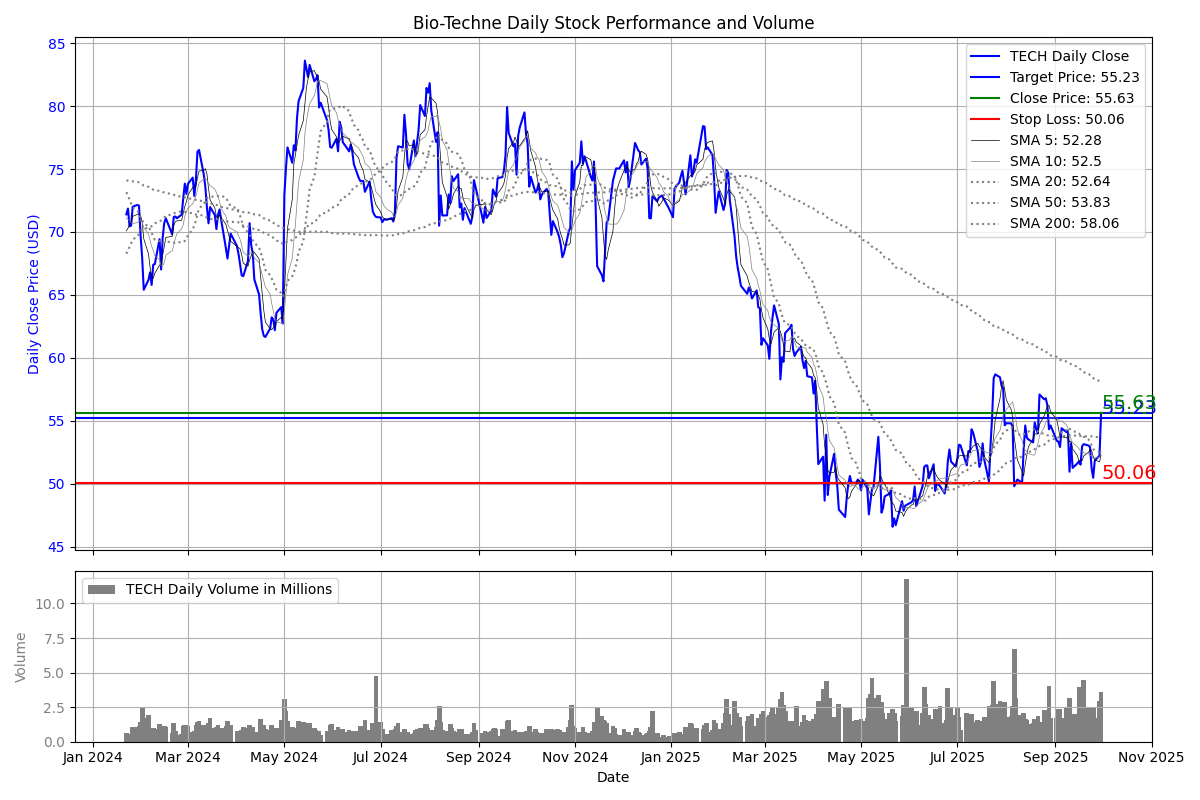 Bio-Techne Daily Stock Performance and Volume
85
80
75
70
65
60
55
50
45
Daily Close Price (USD)
TECH Daily Close
Target Price: 55.23
Close Price: 55.63
Stop Loss: 50.06
SMA 5: 52.28
SMA 10: 52.5
SMA 20: 52.64
SMA 50: 53.83
SMA 200: 58.06
55.63
55.23
50.06
TECH Daily Volume in Millions
10.0
7.5
5.0
2.5
0.0
Volume
Jan 2024 Mar 2024 May 2024 Jul 2024 Sep 2024 Nov 2024 Jan 2025 Mar 2025 May 2025 Jul 2025 Sep 2025 Nov 2025
Date